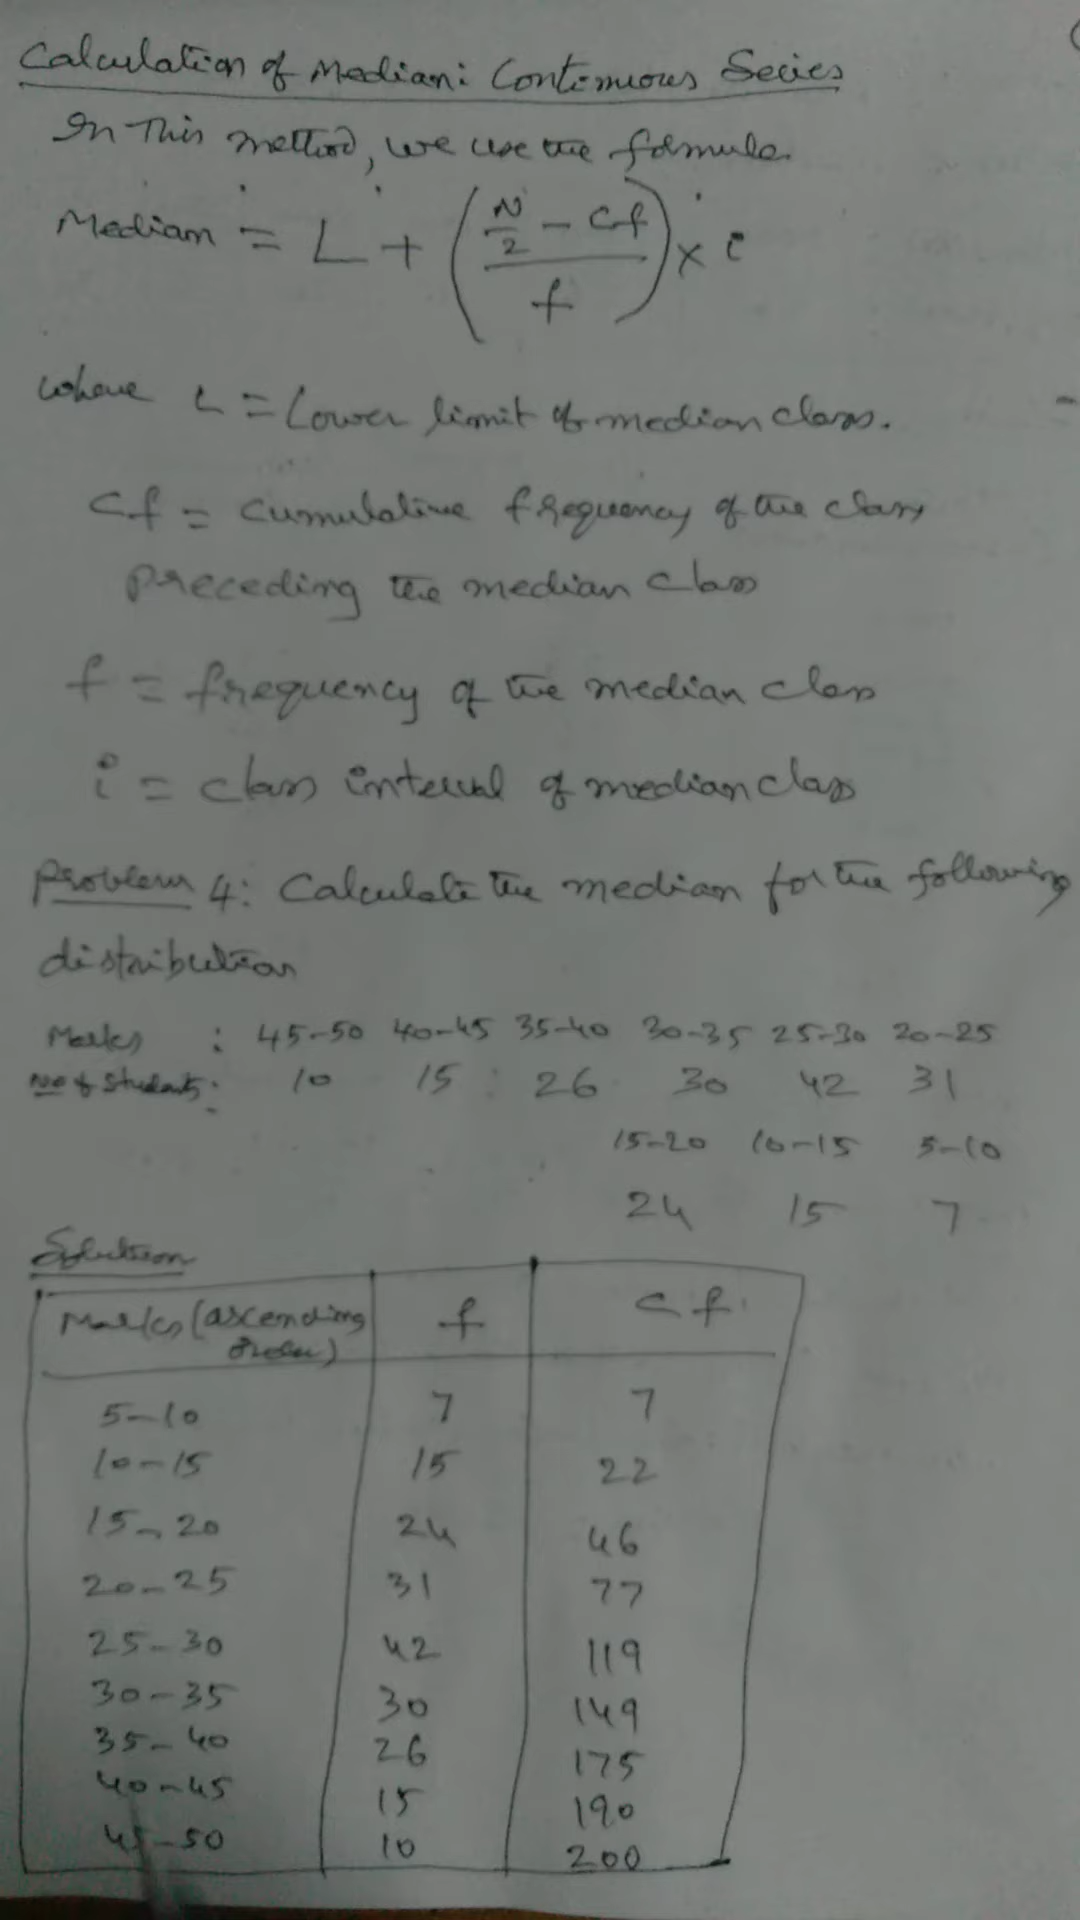 Calculation of Median: Continuous Series
In This method, we use the formula.
Median = L + ( N/2 - Cf / f ) × i
where L = Lower limit of median class.
Cf = cumulative frequency of the class
preceding the median class
f = frequency of the median class
i = class interval of median class
Problem 4: Calculate the median for the following
distribution
Marks : 45-50 40-45 35-40 30-35 25-30 20-25
No of Students: 10 15 26 30 42 31
15-20 10-15 5-10
24 15 7
Solution
Marks (ascending order) f cf.
5-10 7 7
10-15 15 22
15-20 24 46
20-25 31 77
25-30 42 119
30-35 30 149
35-40 26 175
40-45 15 190
45-50 10 200